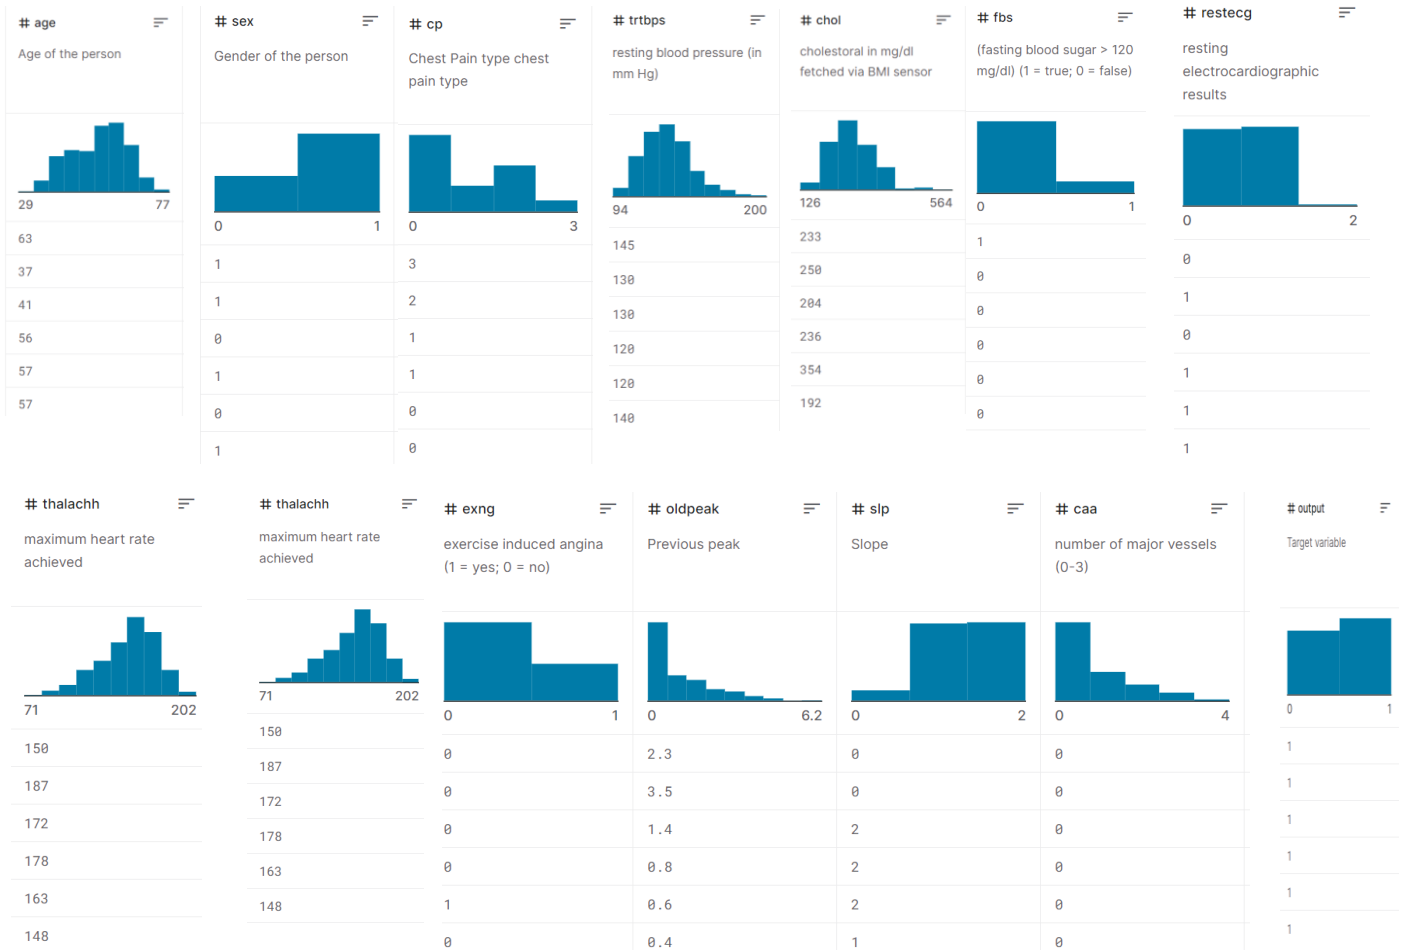 # age
Age of the person
29 77
63
37
41
56
57
57
# sex
Gender of the person
0 1
1
1
0
1
0
1
# cp
Chest Pain type chest
pain type
0 3
3
2
1
1
0
0
# trtbps
resting blood pressure (in
mm Hg)
94 200
145
130
130
120
120
140
# chol
cholestoral in mg/dl
fetched via BMI sensor
126 564
233
250
204
236
354
192
# fbs
(fasting blood sugar > 120
mg/dl) (1 = true; 0 = false)
0 1
1
0
0
0
0
0
# restecg
resting
electrocardiographic
results
0 2
0
1
0
1
1
1
# thalachh
maximum heart rate
achieved
71 202
150
187
172
178
163
148
# thalachh
maximum heart rate
achieved
71 202
150
187
172
178
163
148
# exng
exercise induced angina
(1 = yes; 0 = no)
0 1
0
0
0
0
1
0
# oldpeak
Previous peak
0 6.2
2.3
3.5
1.4
0.8
0.6
0.4
# slp
Slope
0 2
0
0
2
2
2
1
# caa
number of major vessels
(0-3)
0 4
0
0
0
0
0
0
# output
Target variable
0 1
1
1
1
1
1
1